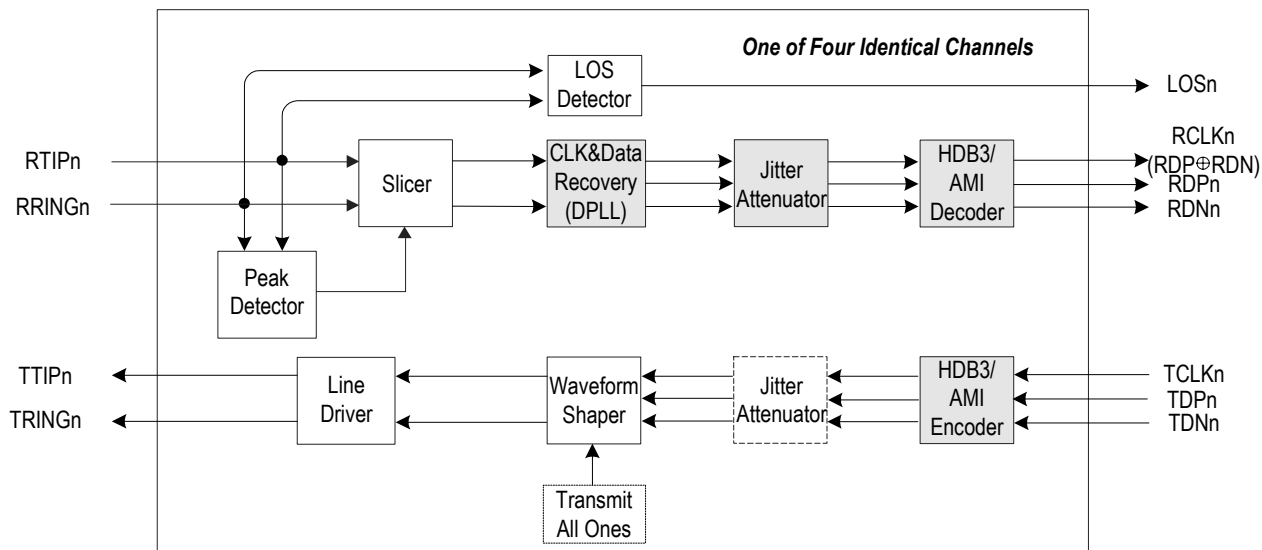 One of Four Identical Channels
LOS
Detector
LOSn
RTIPn
RRINGn
Slicer
CLK&Data
Recovery
(DPLL)
Jitter
Attenuator
HDB3/
AMI
Decoder
RCLKn
(RDP⊕RDN)
RDPn
RDNn
Peak
Detector
TTIPn
TRINGn
Line
Driver
Waveform
Shaper
Jitter
Attenuator
HDB3/
AMI
Encoder
TCLKn
TDPn
TDNn
Transmit
All Ones